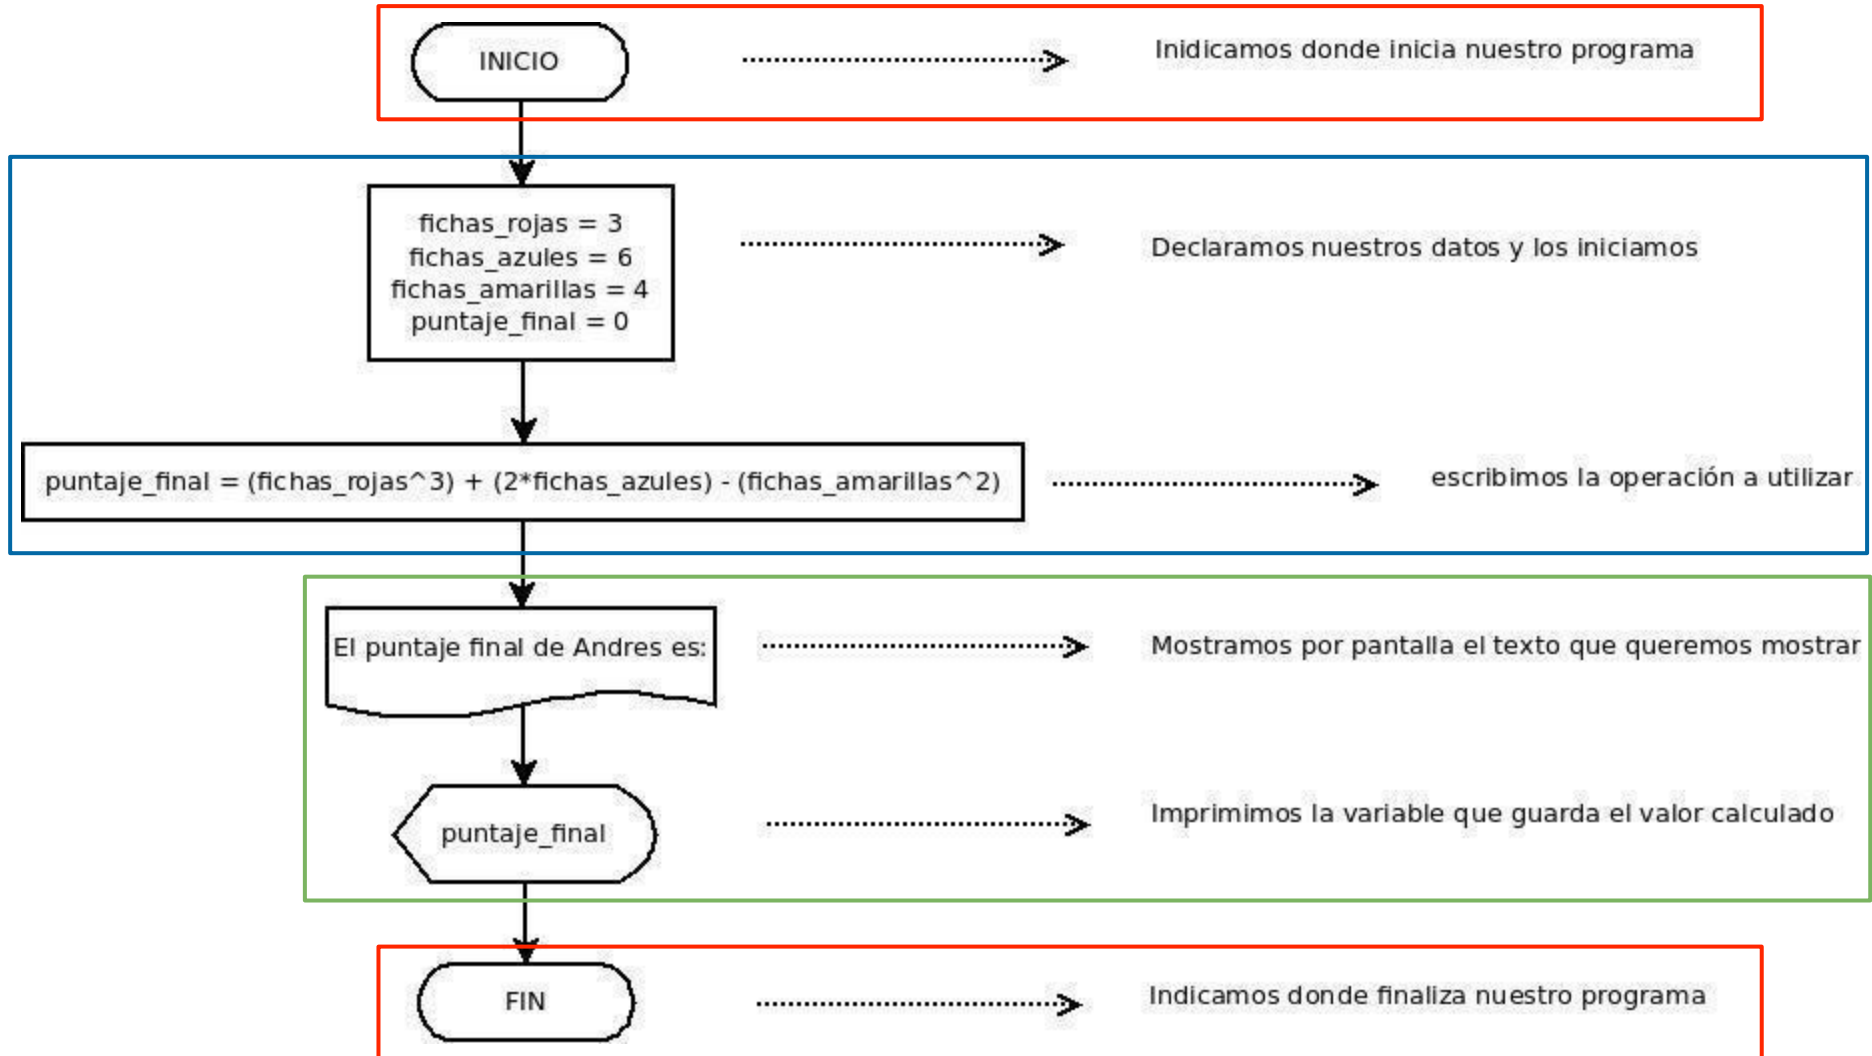 INICIO
Inidicamos donde inicia nuestro programa
fichas_rojas = 3
fichas_azules = 6
fichas_amarillas = 4
puntaje_final = 0
Declaramos nuestros datos y los iniciamos
puntaje_final = (fichas_rojas^3) + (2*fichas_azules) - (fichas_amarillas^2)
escribimos la operación a utilizar
El puntaje final de Andres es:
Mostramos por pantalla el texto que queremos mostrar
puntaje_final
Imprimimos la variable que guarda el valor calculado
FIN
Indicamos donde finaliza nuestro programa